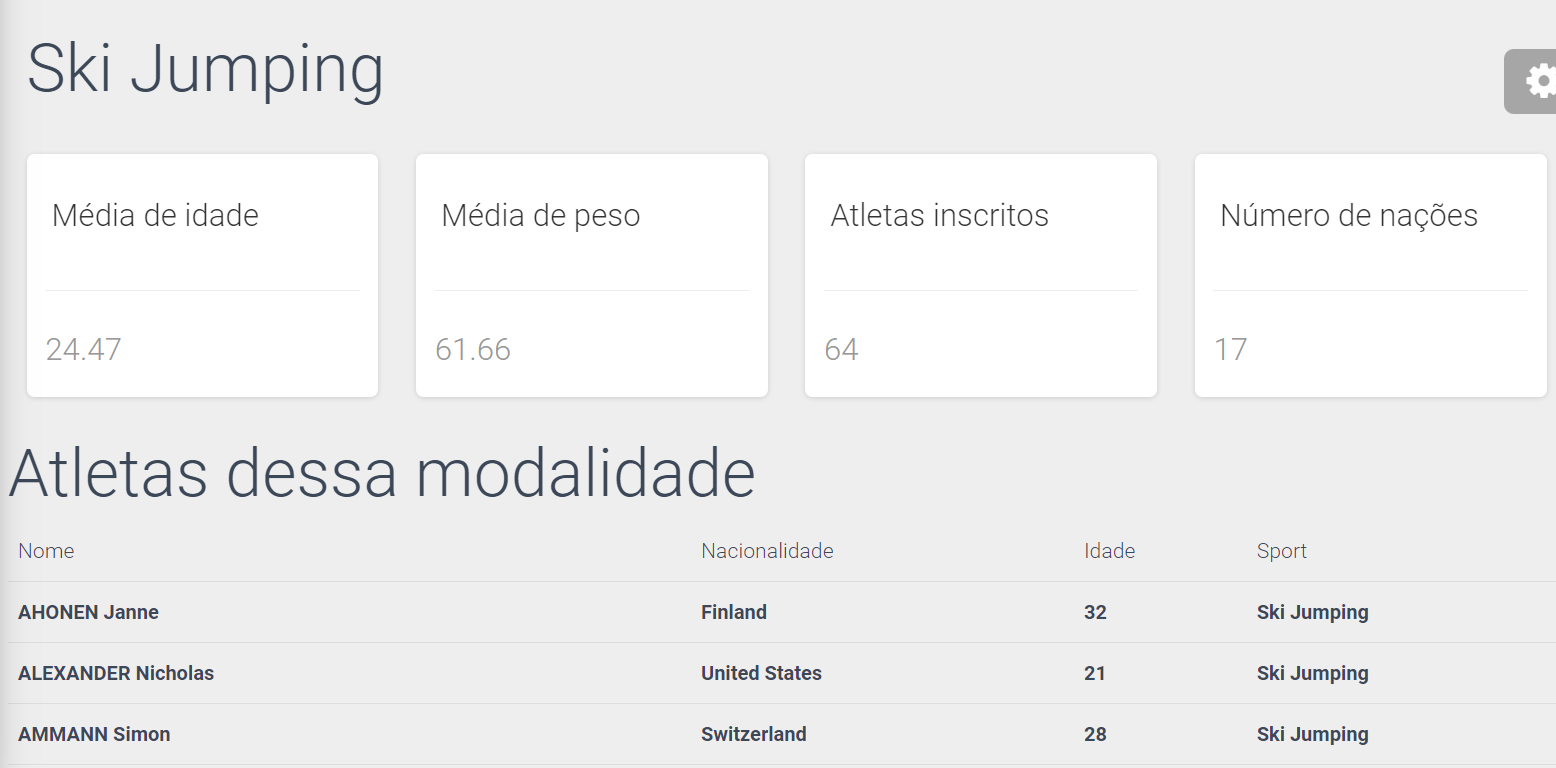 Ski Jumping
Média de idade
24.47
Média de peso
61.66
Atletas inscritos
64
Número de nações
17
Atletas dessa modalidade
Nome Nacionalidade Idade Sport
AHONEN Janne Finland 32 Ski Jumping
ALEXANDER Nicholas United States 21 Ski Jumping
AMMANN Simon Switzerland 28 Ski Jumping